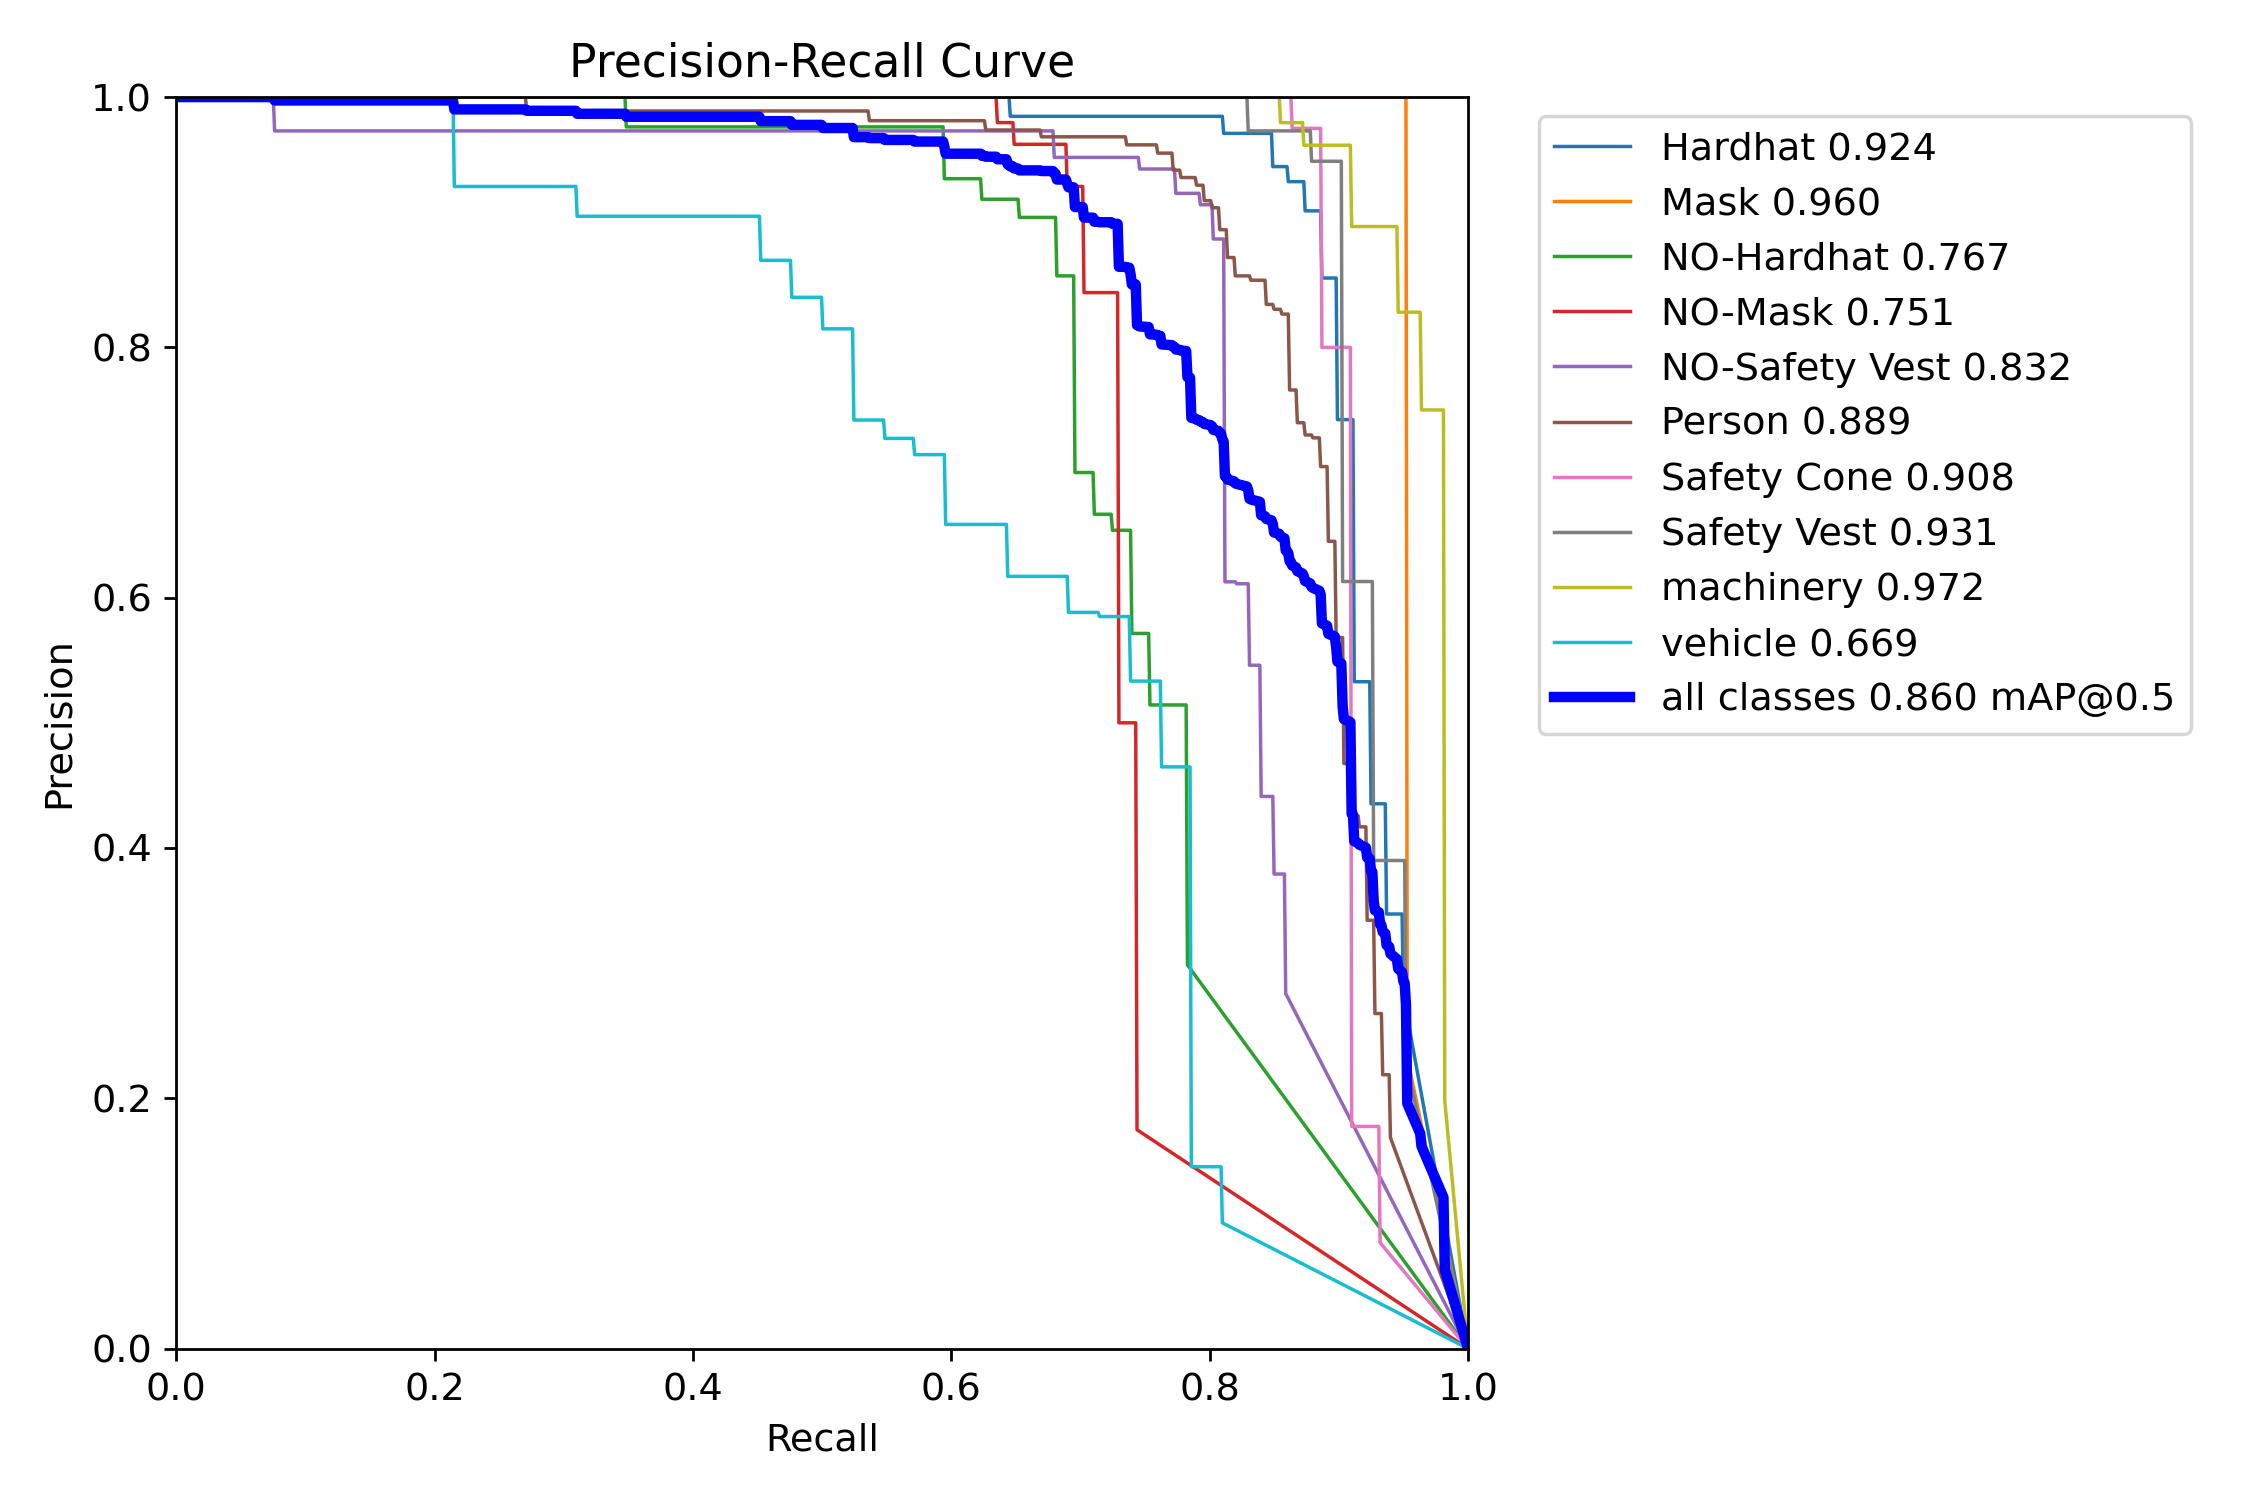 Precision-Recall Curve
1.0
0.8
0.6
0.4
0.2
0.0
Precision
0.0 0.2 0.4 0.6 0.8 1.0
Recall
Hardhat 0.924
Mask 0.960
NO-Hardhat 0.767
NO-Mask 0.751
NO-Safety Vest 0.832
Person 0.889
Safety Cone 0.908
Safety Vest 0.931
machinery 0.972
vehicle 0.669
all classes 0.860 mAP@0.5